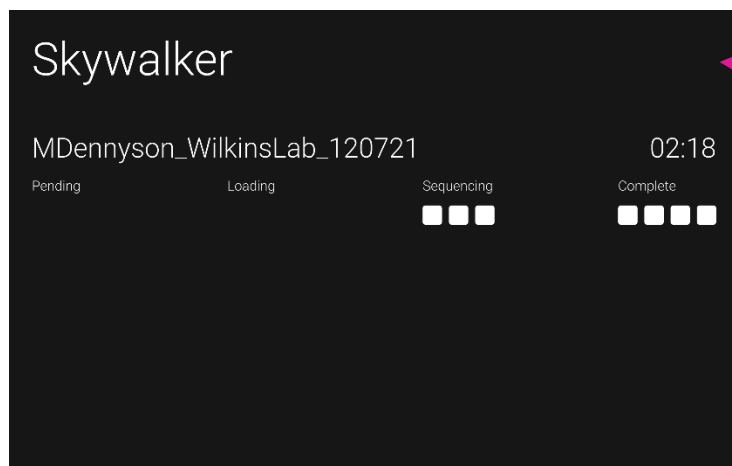 Skywalker
MDennyson_WilkinsLab_120721 02:18
Pending Loading Sequencing Complete